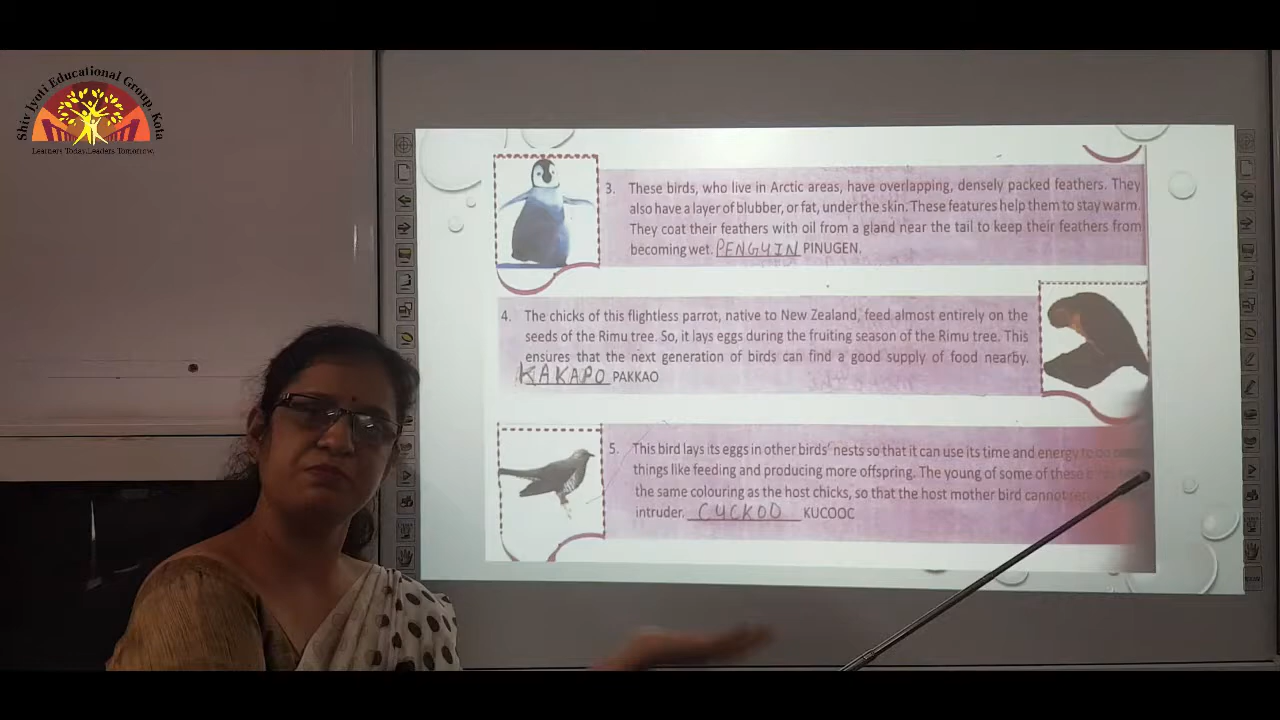 Shiv Jyoti Educational Group, Kota
Learners Today..Leaders Tomorrow.
3. These birds, who live in Arctic areas, have overlapping, densely packed feathers. They
also have a layer of blubber, or fat, under the skin. These features help them to stay warm.
They coat their feathers with oil from a gland near the tail to keep their feathers from
becoming wet. PENGUIN PINUGEN.
4. The chicks of this flightless parrot, native to New Zealand, feed almost entirely on the
seeds of the Rimu tree. So, it lays eggs during the fruiting season of the Rimu tree. This
ensures that the next generation of birds can find a good supply of food nearby.
KAKAPO PAKKAO
5. This bird lays its eggs in other birds' nests so that it can use its time and energy to do
things like feeding and producing more offspring. The young of some of these
the same colouring as the host chicks, so that the host mother bird cannot
intruder. CUCKOO KUCOOC